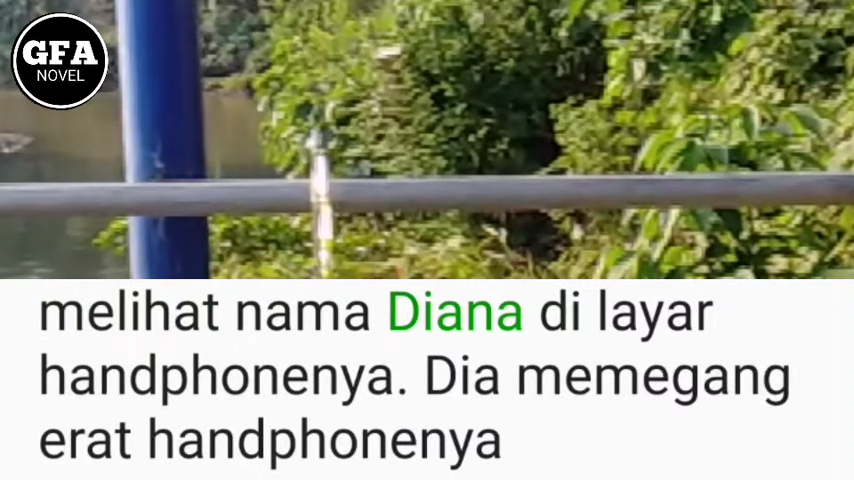 GFA
NOVEL
melihat nama Diana di layar
handphonenya. Dia memegang
erat handphonenya